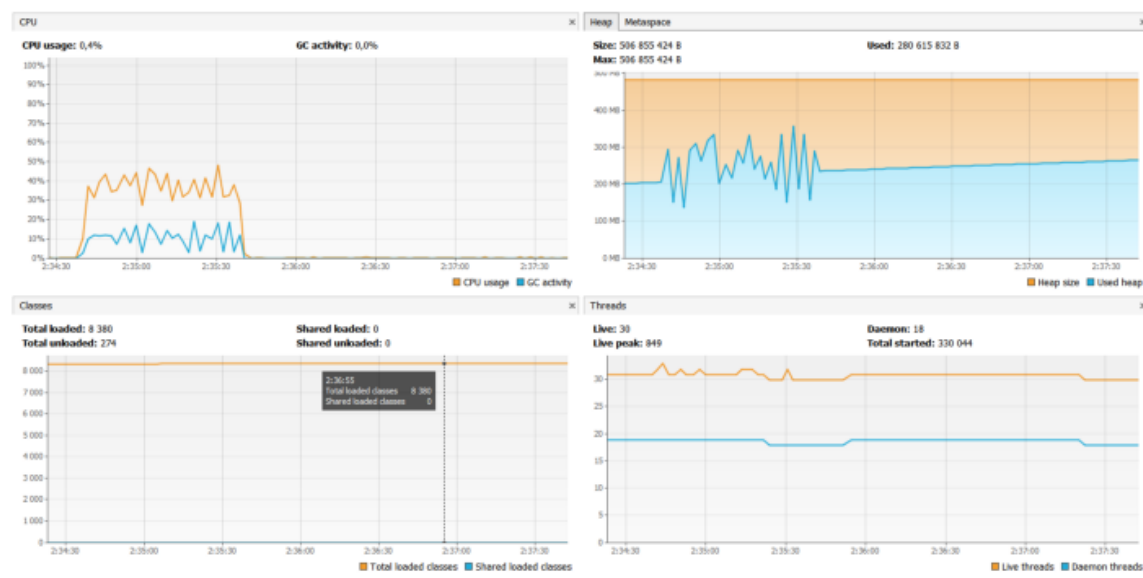 CPU
CPU usage: 0,4% GC activity: 0,0%
100%
90%
80%
70%
60%
50%
40%
30%
20%
10%
0%
2:34:30 2:35:00 2:35:30 2:36:00 2:36:30 2:37:00 2:37:30
CPU usage GC activity
Heap Metaspace
Size: 506 855 424 B Used: 280 615 832 B
Max: 506 855 424 B
500 MB
400 MB
300 MB
200 MB
100 MB
0 MB
2:34:30 2:35:00 2:35:30 2:36:00 2:36:30 2:37:00 2:37:30
Heap size Used heap
Classes
Total loaded: 8 380 Shared loaded: 0
Total unloaded: 274 Shared unloaded: 0
8 000
7 000
6 000
5 000
4 000
3 000
2 000
1 000
0
2:36:55
Total loaded classes 8 380
Shared loaded classes 0
2:34:30 2:35:00 2:35:30 2:36:00 2:36:30 2:37:00 2:37:30
Total loaded classes Shared loaded classes
Threads
Live: 30 Daemon: 18
Live peak: 849 Total started: 330 044
30
25
20
15
10
5
0
2:34:30 2:35:00 2:35:30 2:36:00 2:36:30 2:37:00 2:37:30
Live threads Daemon threads